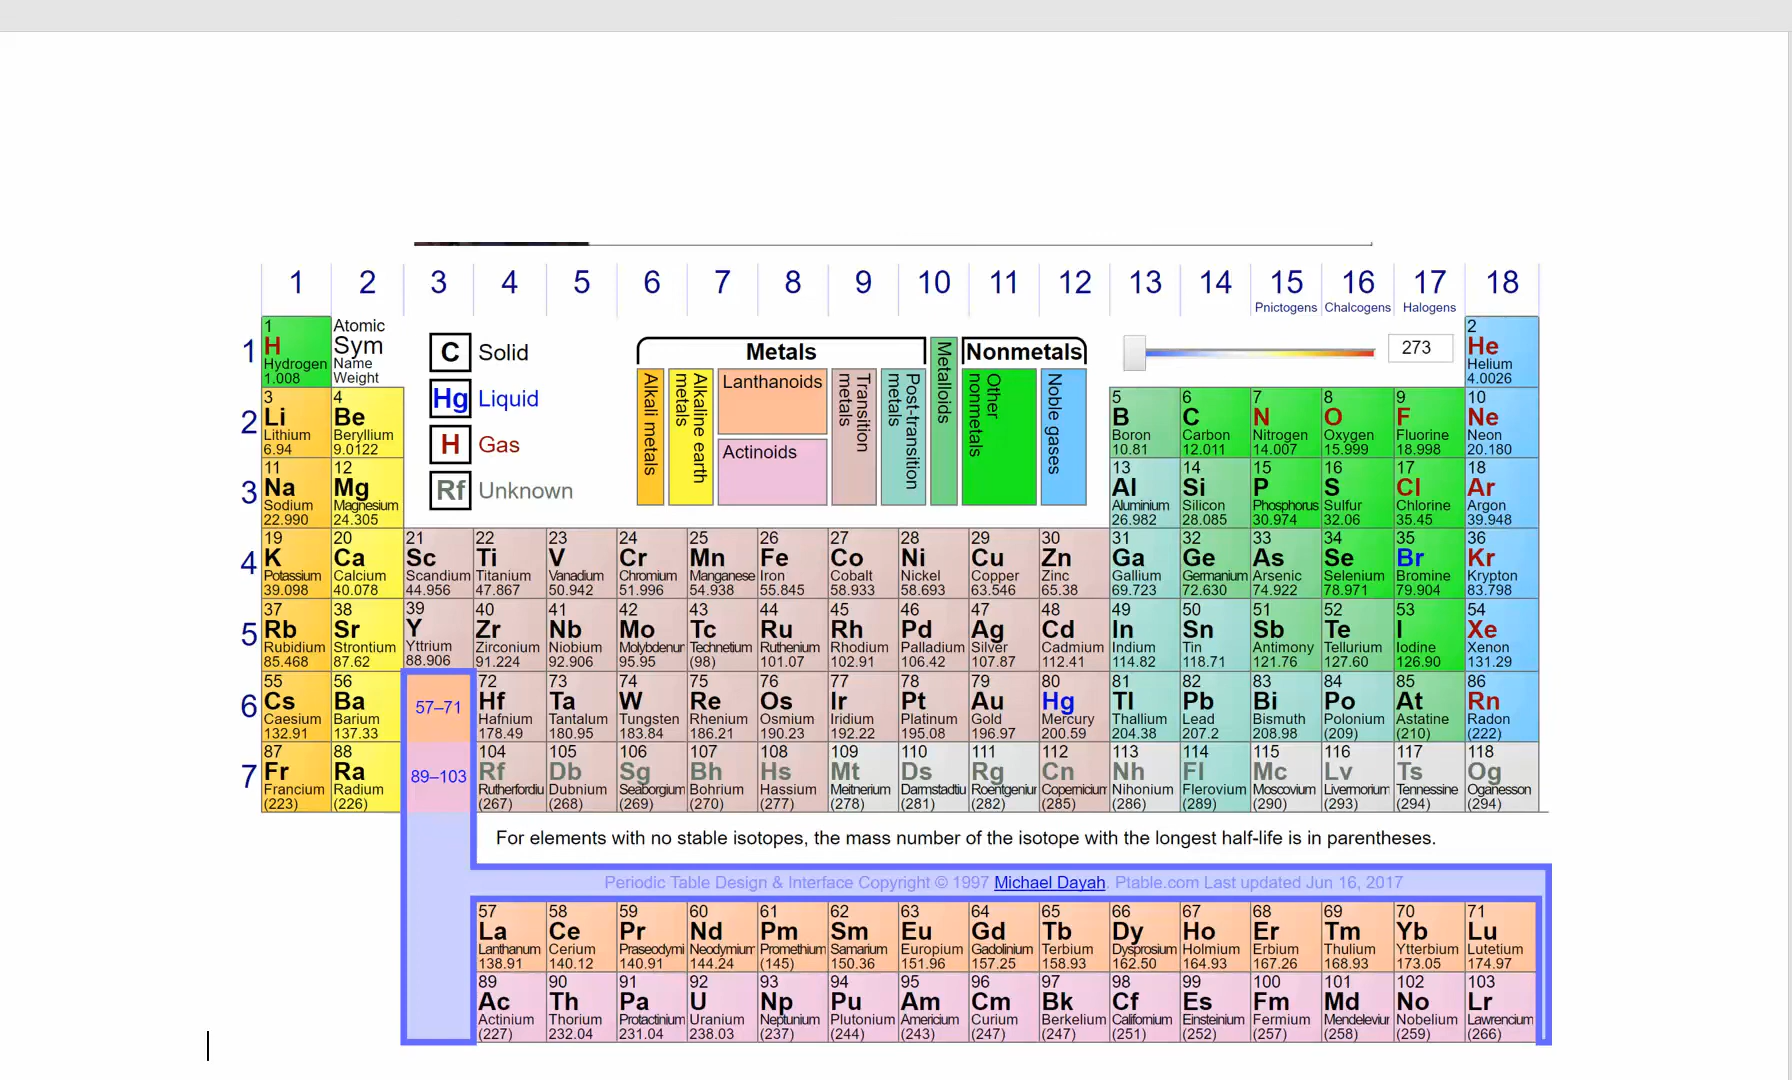 1 2 3 4 5 6 7 8 9 10 11 12 13 14 15 16 17 18
Pnictogens Chalcogens Halogens
1
1 H Hydrogen 1.008
Atomic
Sym
Name
Weight
C Solid
Hg Liquid
H Gas
Rf Unknown
Metals
Alkali metals
Alkaline earth metals
Lanthanoids
Actinoids
Transition metals
Post-transition metals
Metalloids
Nonmetals
Other nonmetals
Noble gases
273
2 He Helium 4.0026
2
3 Li Lithium 6.94
4 Be Beryllium 9.0122
5 B Boron 10.81
6 C Carbon 12.011
7 N Nitrogen 14.007
8 O Oxygen 15.999
9 F Fluorine 18.998
10 Ne Neon 20.180
3
11 Na Sodium 22.990
12 Mg Magnesium 24.305
13 Al Aluminium 26.982
14 Si Silicon 28.085
15 P Phosphorus 30.974
16 S Sulfur 32.06
17 Cl Chlorine 35.45
18 Ar Argon 39.948
4
19 K Potassium 39.098
20 Ca Calcium 40.078
21 Sc Scandium 44.956
22 Ti Titanium 47.867
23 V Vanadium 50.942
24 Cr Chromium 51.996
25 Mn Manganese 54.938
26 Fe Iron 55.845
27 Co Cobalt 58.933
28 Ni Nickel 58.693
29 Cu Copper 63.546
30 Zn Zinc 65.38
31 Ga Gallium 69.723
32 Ge Germanium 72.630
33 As Arsenic 74.922
34 Se Selenium 78.971
35 Br Bromine 79.904
36 Kr Krypton 83.798
5
37 Rb Rubidium 85.468
38 Sr Strontium 87.62
39 Y Yttrium 88.906
40 Zr Zirconium 91.224
41 Nb Niobium 92.906
42 Mo Molybdenur 95.95
43 Tc Technetium (98)
44 Ru Ruthenium 101.07
45 Rh Rhodium 102.91
46 Pd Palladium 106.42
47 Ag Silver 107.87
48 Cd Cadmium 112.41
49 In Indium 114.82
50 Sn Tin 118.71
51 Sb Antimony 121.76
52 Te Tellurium 127.60
53 I Iodine 126.90
54 Xe Xenon 131.29
6
55 Cs Caesium 132.91
56 Ba Barium 137.33
57–71
72 Hf Hafnium 178.49
73 Ta Tantalum 180.95
74 W Tungsten 183.84
75 Re Rhenium 186.21
76 Os Osmium 190.23
77 Ir Iridium 192.22
78 Pt Platinum 195.08
79 Au Gold 196.97
80 Hg Mercury 200.59
81 Tl Thallium 204.38
82 Pb Lead 207.2
83 Bi Bismuth 208.98
84 Po Polonium (209)
85 At Astatine (210)
86 Rn Radon (222)
7
87 Fr Francium (223)
88 Ra Radium (226)
89–103
104 Rf Rutherfordiu (267)
105 Db Dubnium (268)
106 Sg Seaborgium (269)
107 Bh Bohrium (270)
108 Hs Hassium (277)
109 Mt Meitnerium (278)
110 Ds Darmstadtiu (281)
111 Rg Roentgeniur (282)
112 Cn Copernicium (285)
113 Nh Nihonium (286)
114 Fl Flerovium (289)
115 Mc Moscovium (290)
116 Lv Livermorium (293)
117 Ts Tennessine (294)
118 Og Oganesson (294)
For elements with no stable isotopes, the mass number of the isotope with the longest half-life is in parentheses.
Periodic Table Design & Interface Copyright © 1997 Michael Dayah. Ptable.com Last updated Jun 16, 2017
57 La Lanthanum 138.91
58 Ce Cerium 140.12
59 Pr Praseodymi 140.91
60 Nd Neodymium 144.24
61 Pm Promethium (145)
62 Sm Samarium 150.36
63 Eu Europium 151.96
64 Gd Gadolinium 157.25
65 Tb Terbium 158.93
66 Dy Dysprosium 162.50
67 Ho Holmium 164.93
68 Er Erbium 167.26
69 Tm Thulium 168.93
70 Yb Ytterbium 173.05
71 Lu Lutetium 174.97
89 Ac Actinium (227)
90 Th Thorium 232.04
91 Pa Protactinium 231.04
92 U Uranium 238.03
93 Np Neptunium (237)
94 Pu Plutonium (244)
95 Am Americium (243)
96 Cm Curium (247)
97 Bk Berkelium (247)
98 Cf Californium (251)
99 Es Einsteinium (252)
100 Fm Fermium (257)
101 Md Mendeleviur (258)
102 No Nobelium (259)
103 Lr Lawrencium (266)